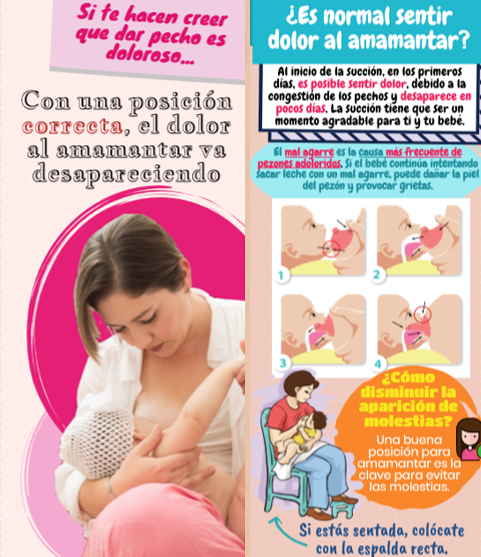 Si te hacen creer
que dar pecho es
doloroso...
Con una posición
correcta, el dolor
al amamantar va
desapareciendo
¿Es normal sentir
dolor al amamantar?
Al inicio de la succión, en los primeros
días, es posible sentir dolor, debido a la
congestión de los pechos y desaparece en
pocos días. La succión tiene que ser un
momento agradable para ti y tu bebé.
El mal agarre es la causa más frecuente de
pezones adoloridos. Si el bebé continúa intentando
sacar leche con un mal agarre, puede dañar la piel
del pezón y provocar grietas.
1
2
3
4
¿Cómo
disminuir la
aparición de
molestias?
Una buena
posición para
amamantar es la
clave para evitar
las molestias.
Si estás sentada, colócate
con la espalda recta.